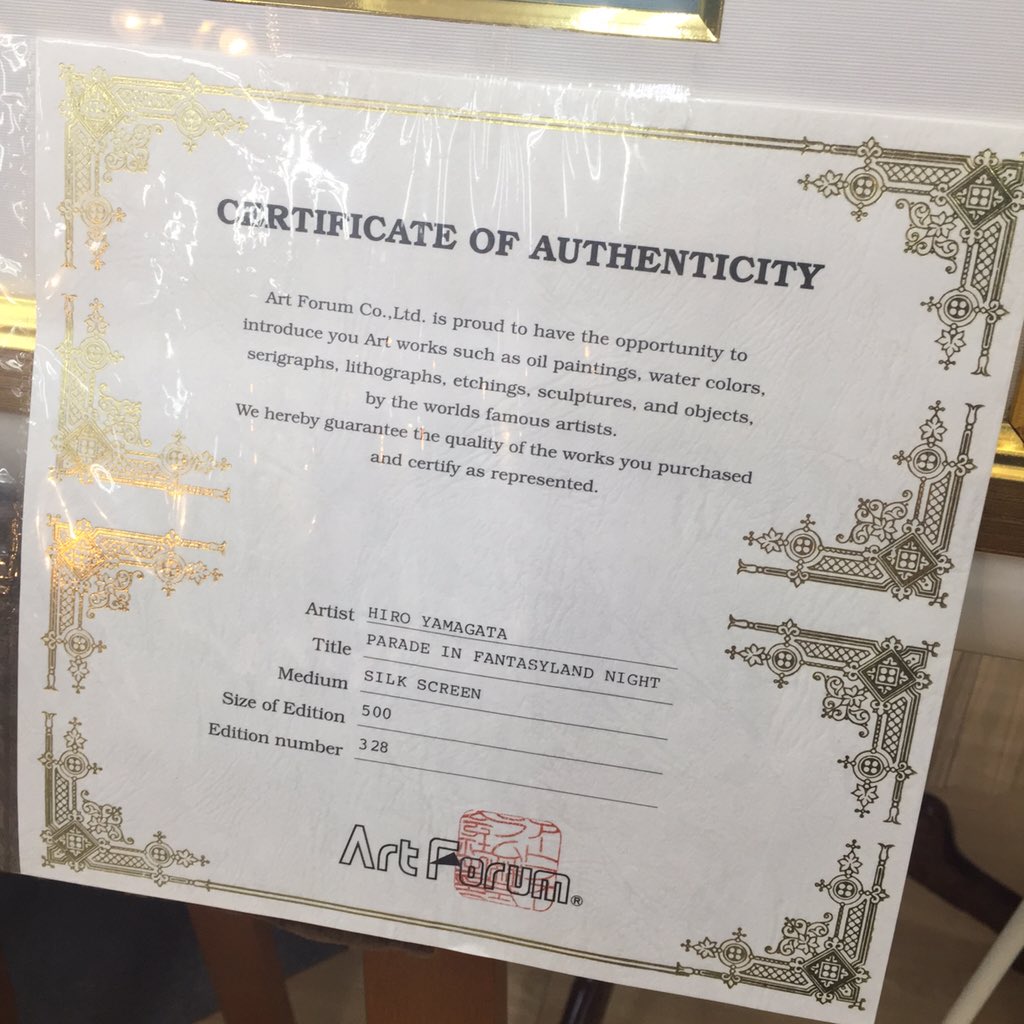 CERTIFICATE OF AUTHENTICITY
Art Forum Co.,Ltd. is proud to have the opportunity to
introduce you Art works such as oil paintings, water colors,
serigraphs, lithographs, etchings, sculptures, and objects,
by the worlds famous artists.
We hereby guarantee the quality of the works you purchased
and certify as represented.
Artist HIRO YAMAGATA
Title PARADE IN FANTASYLAND NIGHT
Medium SILK SCREEN
Size of Edition 500
Edition number 328
Art Forum®